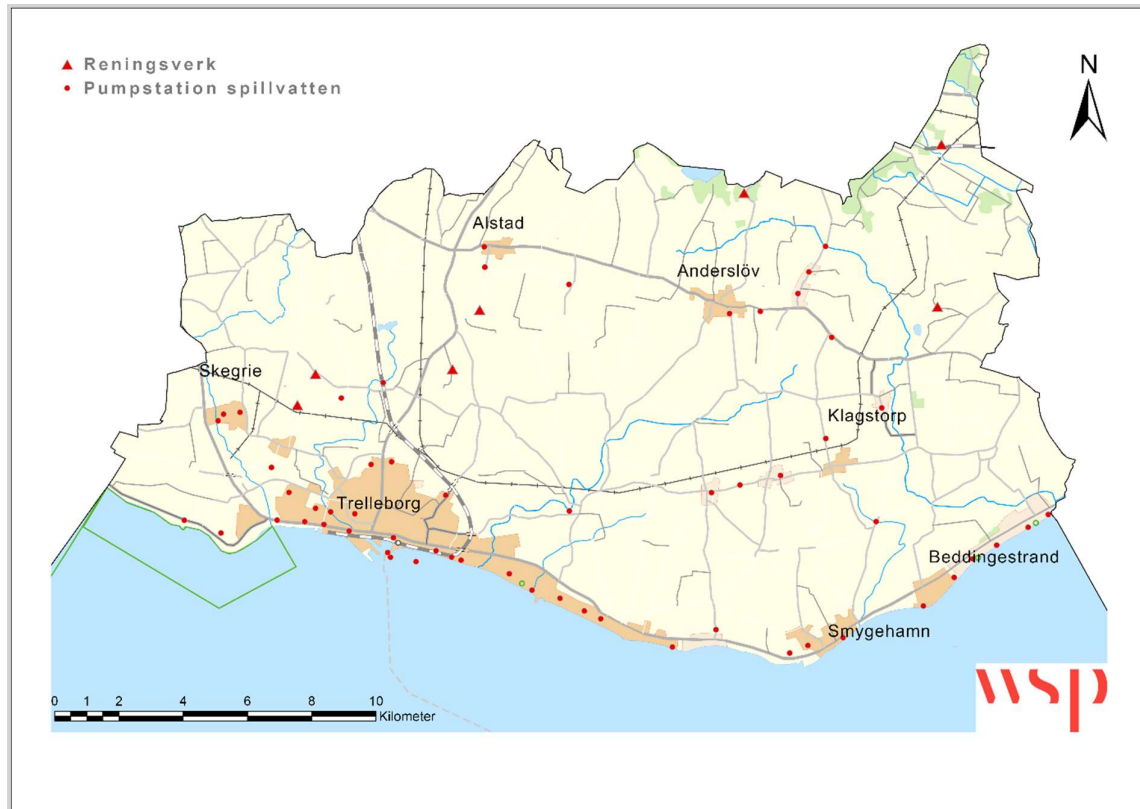 Reningsverk
Pumpstation spillvatten
N
Alstad
Anderslöv
Skegrie
Klagstorp
Trelleborg
Beddingestrand
Smygehamn
0 1 2 4 6 8 10
Kilometer
wsp